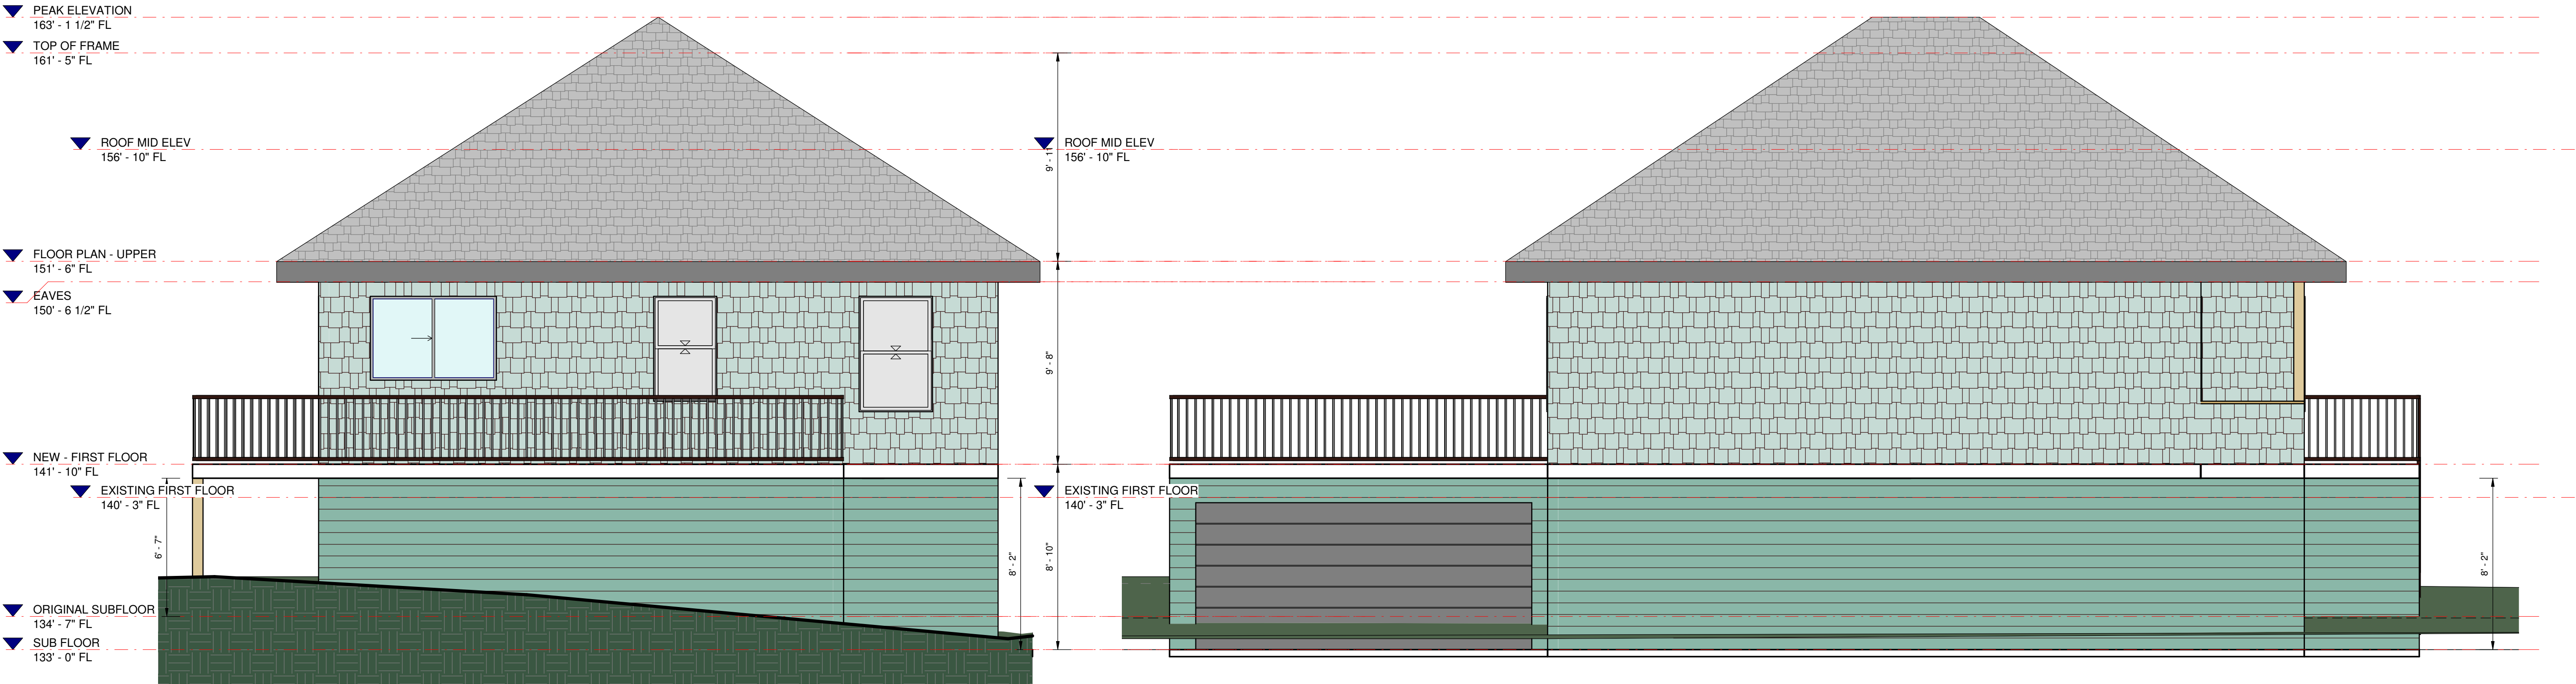 PEAK ELEVATION
163' - 1 1/2" FL
TOP OF FRAME
161' - 5" FL
ROOF MID ELEV
156' - 10" FL
ROOF MID ELEV
156' - 10" FL
9' - 11
FLOOR PLAN - UPPER
151' - 6" FL
EAVES
150' - 6 1/2" FL
9' - 8"
NEW - FIRST FLOOR
141' - 10" FL
EXISTING FIRST FLOOR
140' - 3" FL
EXISTING FIRST FLOOR
140' - 3" FL
6' - 7"
8' - 2"
8' - 10"
8' - 2"
ORIGINAL SUBFLOOR
134' - 7" FL
SUB FLOOR
133' - 0" FL